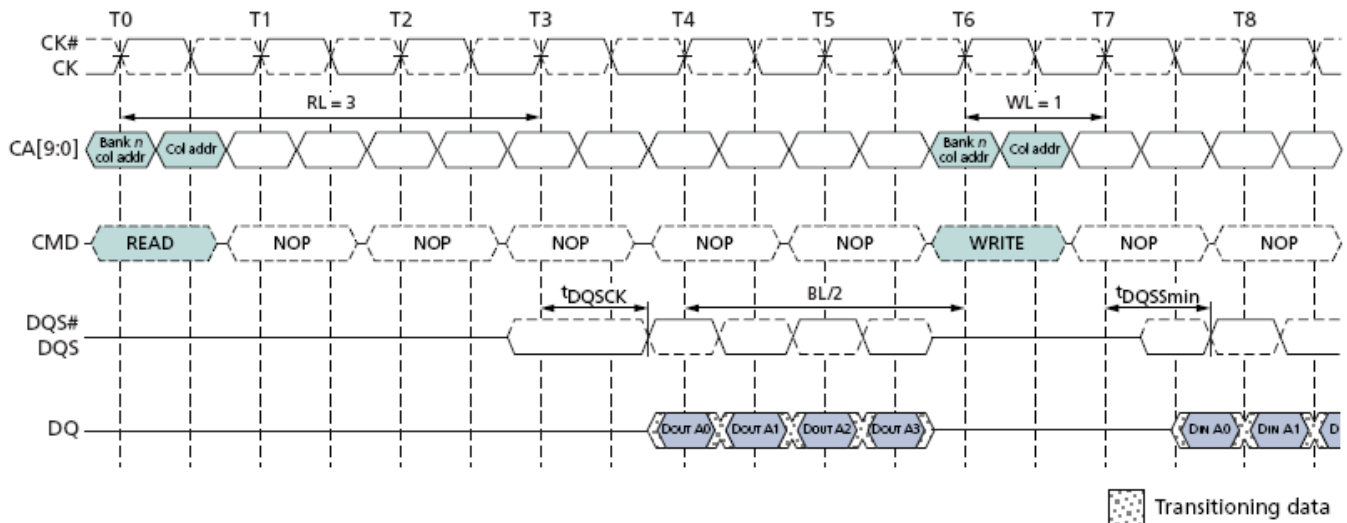 T0 T1 T2 T3 T4 T5 T6 T7 T8
CK#
CK
RL = 3 WL = 1
CA[9:0] Bank n col addr Col addr Bank n col addr Col addr
CMD READ NOP NOP NOP NOP NOP WRITE NOP NOP
tDQSCK BL/2 tDQSSmin
DQS#
DQS
DQ DOUT A0 DOUT A1 DOUT A2 DOUT A3 DIN A0 DIN A1 D
Transitioning data